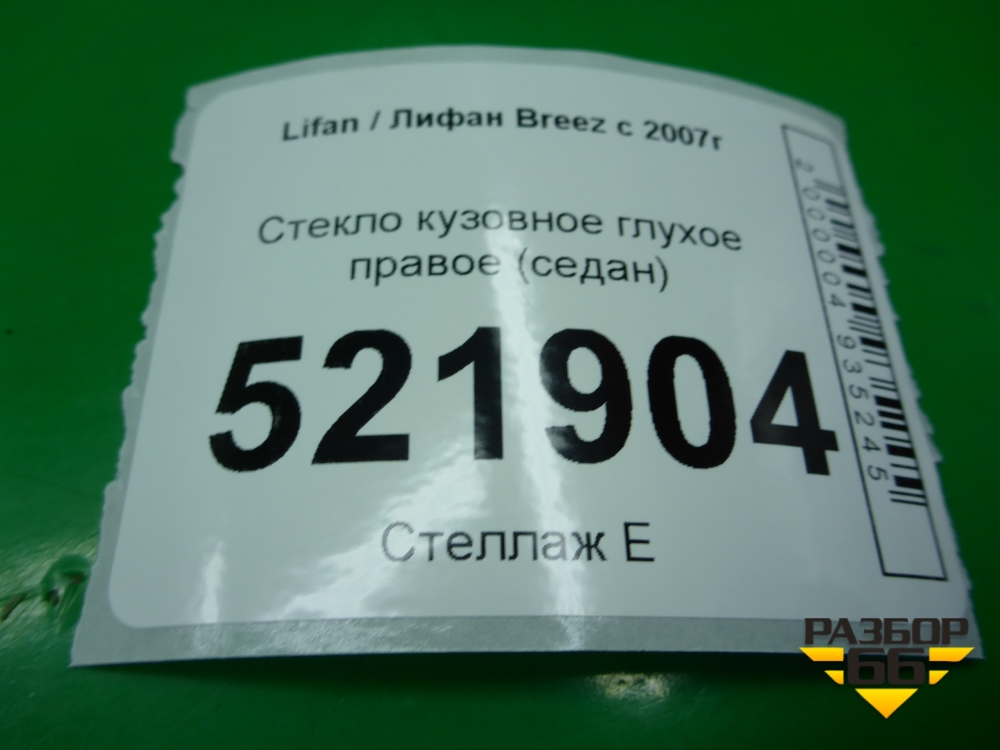 Lifan / Лифан Breez с 2007г
Стекло кузовное глухое
правое (седан)
521904
Стеллаж Е
2000004935245
РАЗБОР
66